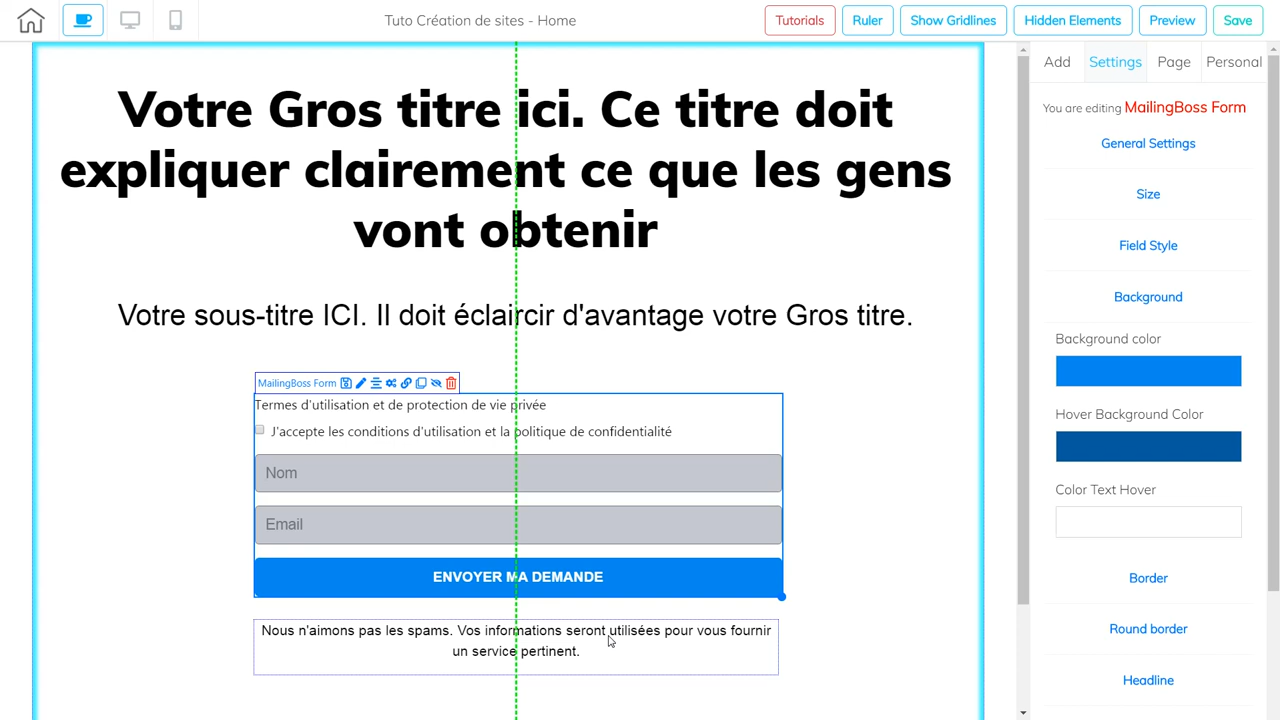 Tuto Création de sites - Home
Tutorials
Ruler
Show Gridlines
Hidden Elements
Preview
Save
Votre Gros titre ici. Ce titre doit
expliquer clairement ce que les gens
vont obtenir
Votre sous-titre ICI. Il doit éclaircir d'avantage votre Gros titre.
MailingBoss Form
Termes d'utilisation et de protection de vie privée
J'accepte les conditions d'utilisation et la politique de confidentialité
Nom
Email
ENVOYER MA DEMANDE
Nous n'aimons pas les spams. Vos informations seront utilisées pour vous fournir
un service pertinent.
Add
Settings
Page
Personal
You are editing MailingBoss Form
General Settings
Size
Field Style
Background
Background color
Hover Background Color
Color Text Hover
Border
Round border
Headline